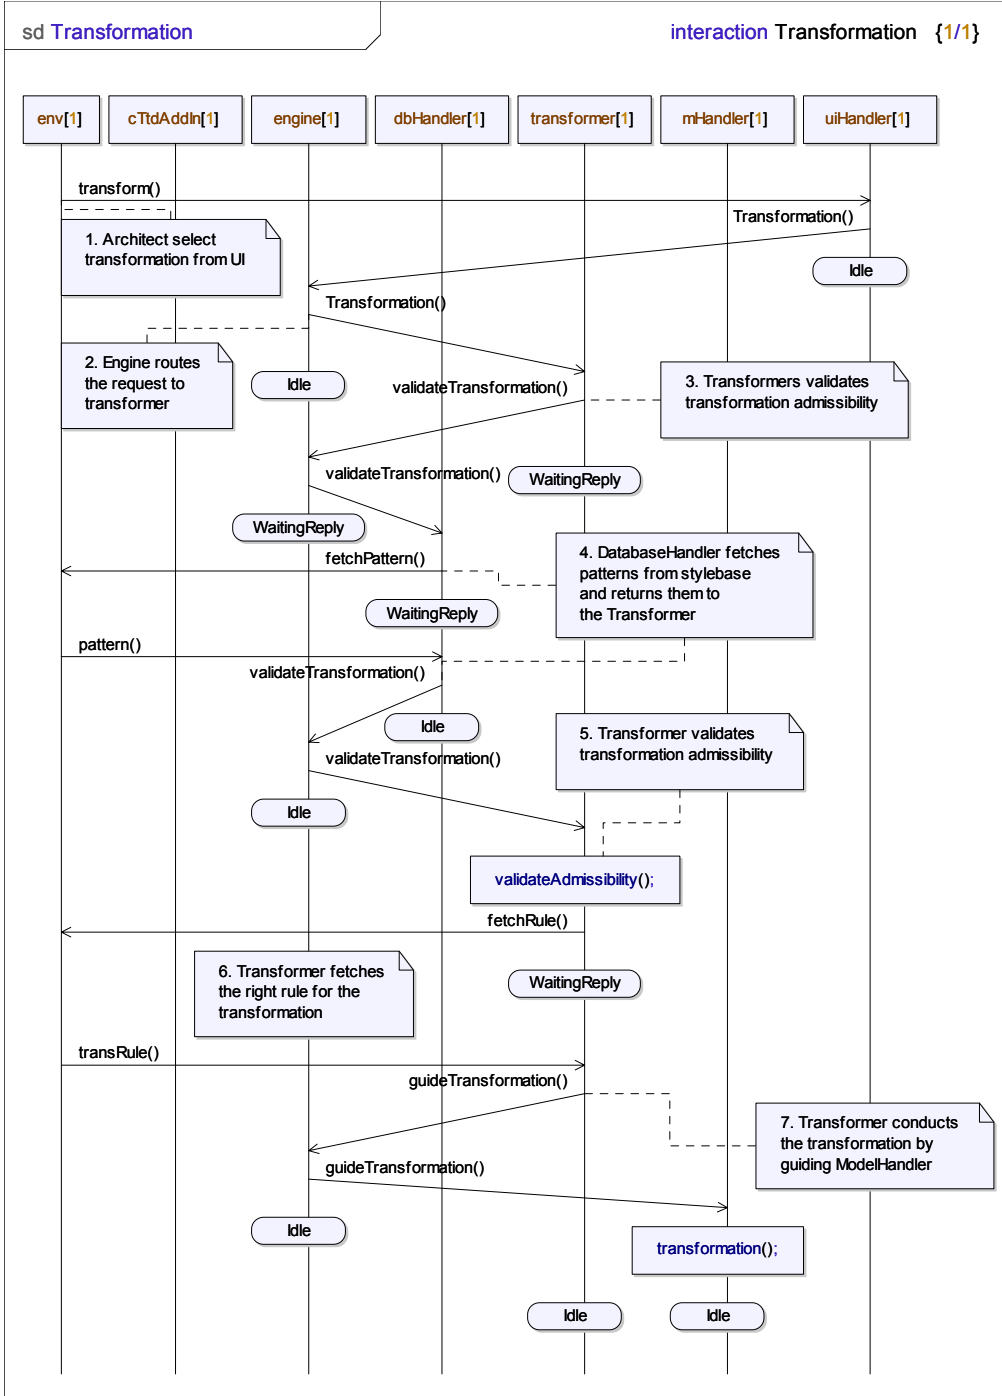 sd Transformation
interaction Transformation {1/1}
env[1]
cTtdAddIn[1]
engine[1]
dbHandler[1]
transformer[1]
mHandler[1]
uiHandler[1]
transform()
Transformation()
1. Architect select
transformation from UI
Idle
Transformation()
2. Engine routes
the request to
transformer
Idle
validateTransformation()
3. Transformers validates
transformation admissibility
validateTransformation()
WaitingReply
WaitingReply
fetchPattern()
4. DatabaseHandler fetches
patterns from stylebase
and returns them to
the Transformer
WaitingReply
pattern()
validateTransformation()
Idle
5. Transformer validates
transformation admissibility
validateTransformation()
Idle
validateAdmissibility();
fetchRule()
6. Transformer fetches
the right rule for the
transformation
WaitingReply
transRule()
guideTransformation()
7. Transformer conducts
the transformation by
guiding ModelHandler
guideTransformation()
Idle
transformation();
Idle
Idle